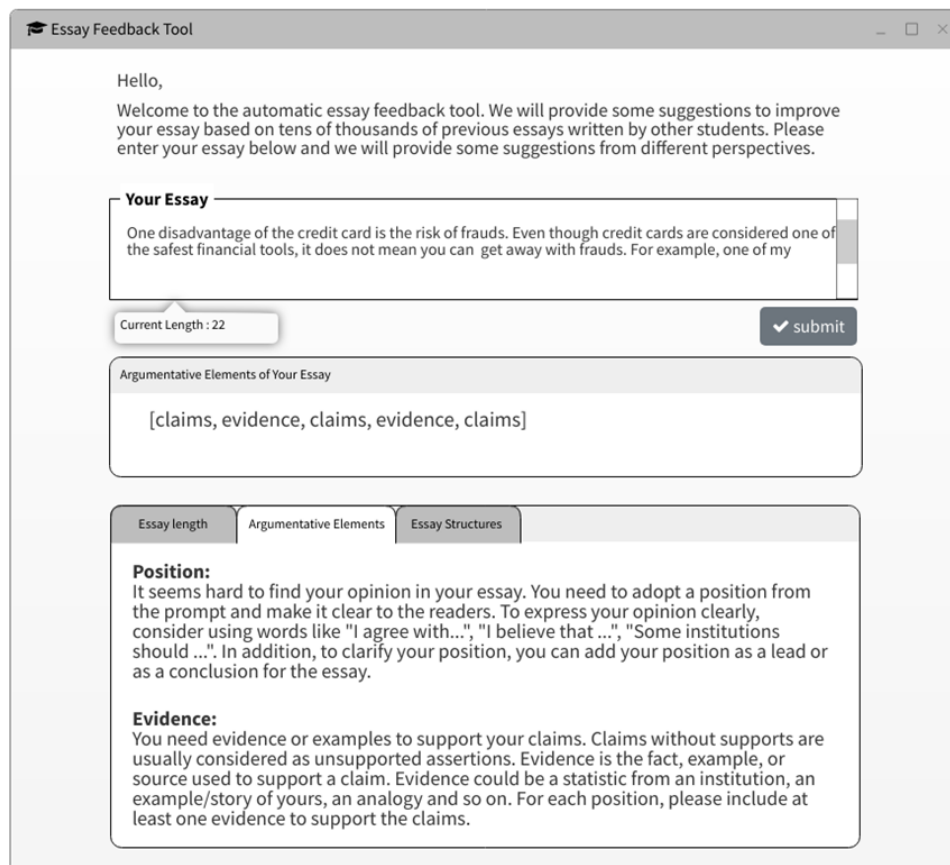 Essay Feedback Tool
Hello,
Welcome to the automatic essay feedback tool. We will provide some suggestions to improve
your essay based on tens of thousands of previous essays written by other students. Please
enter your essay below and we will provide some suggestions from different perspectives.
Your Essay
One disadvantage of the credit card is the risk of frauds. Even though credit cards are considered one of
the safest financial tools, it does not mean you can get away with frauds. For example, one of my
Current Length : 22
submit
Argumentative Elements of Your Essay
[claims, evidence, claims, evidence, claims]
Essay length
Argumentative Elements
Essay Structures
Position:
It seems hard to find your opinion in your essay. You need to adopt a position from
the prompt and make it clear to the readers. To express your opinion clearly,
consider using words like "I agree with...", "I believe that ...", "Some institutions
should ...". In addition, to clarify your position, you can add your position as a lead or
as a conclusion for the essay.
Evidence:
You need evidence or examples to support your claims. Claims without supports are
usually considered as unsupported assertions. Evidence is the fact, example, or
source used to support a claim. Evidence could be a statistic from an institution, an
example/story of yours, an analogy and so on. For each position, please include at
least one evidence to support the claims.